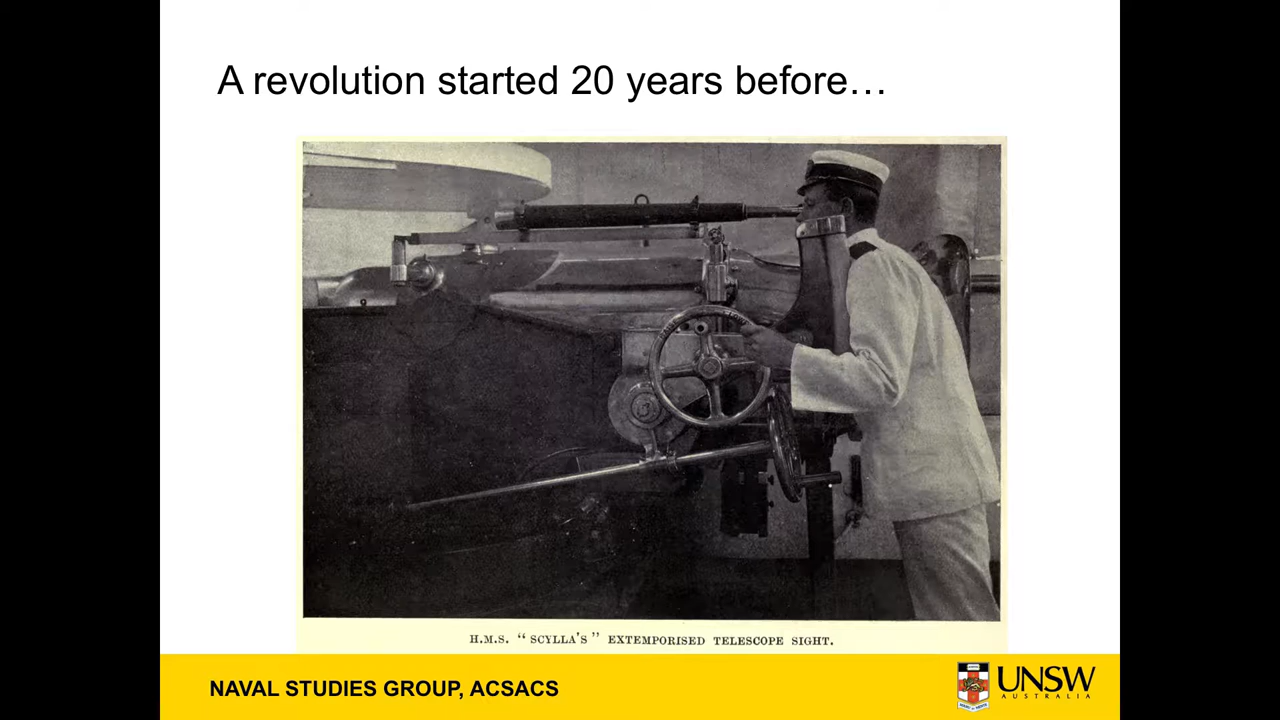 A revolution started 20 years before…
H.M.S. “SCYLLA'S” EXTEMPORISED TELESCOPE SIGHT.
NAVAL STUDIES GROUP, ACSACS
UNSW
AUSTRALIA